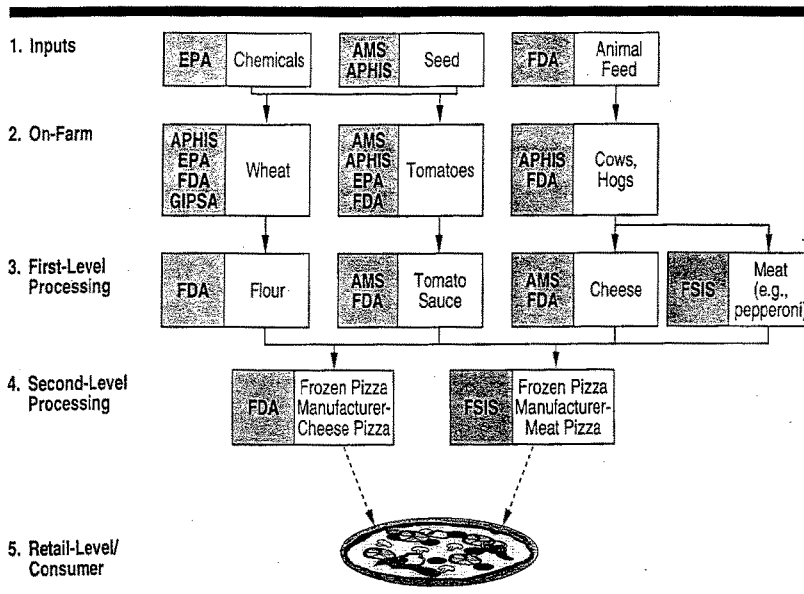 1. Inputs
EPA
Chemicals
AMS
APHIS
Seed
FDA
Animal
Feed
2. On-Farm
APHIS
EPA
FDA
GIPSA
Wheat
AMS
APHIS
EPA
FDA
Tomatoes
APHIS
FDA
Cows,
Hogs
3. First-Level
Processing
FDA
Flour
AMS
FDA
Tomato
Sauce
AMS
FDA
Cheese
FSIS
Meat
(e.g.,
pepperoni)
4. Second-Level
Processing
FDA
Frozen Pizza
Manufacturer-
Cheese Pizza
FSIS
Frozen Pizza
Manufacturer-
Meat Pizza
5. Retail-Level/
Consumer